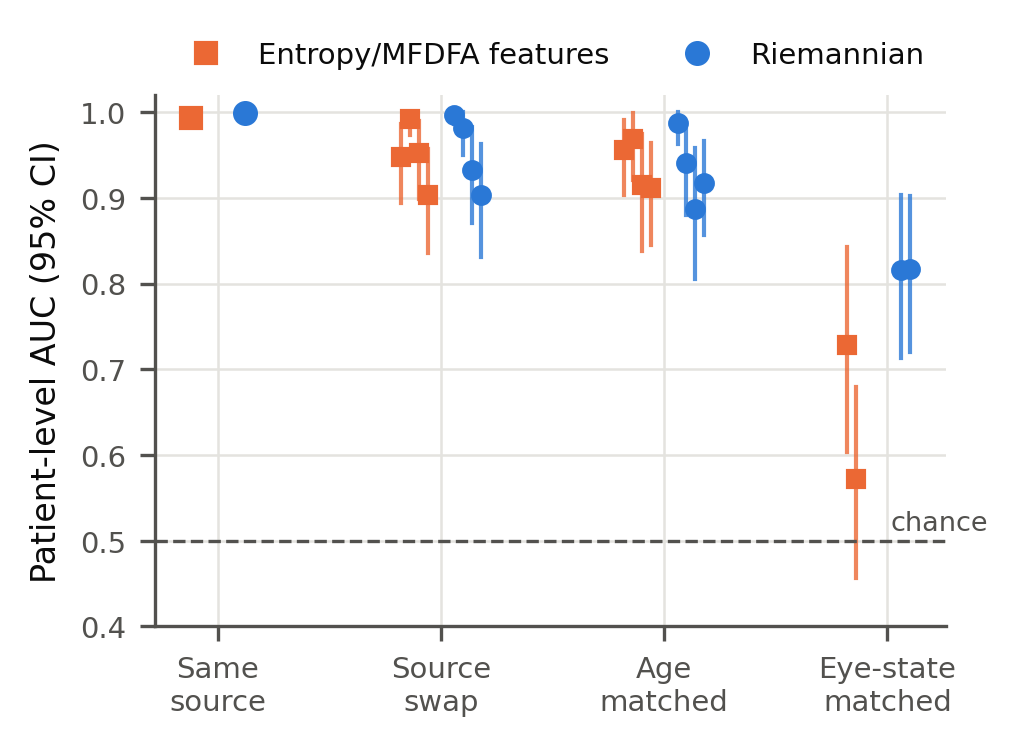 Entropy/MFDFA features
Riemannian
Patient-level AUC (95% CI)
1.0
0.9
0.8
0.7
0.6
0.5
0.4
chance
Same
source
Source
swap
Age
matched
Eye-state
matched